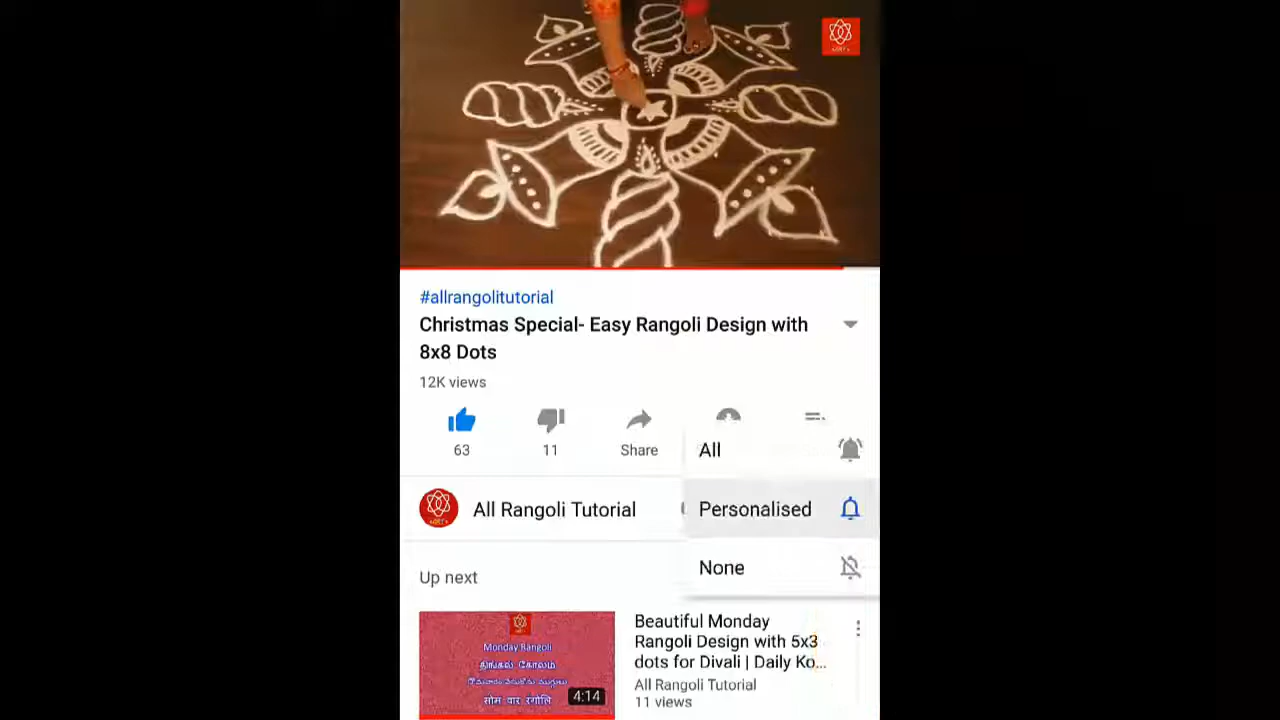 #allrangolitutorial
Christmas Special- Easy Rangoli Design with
8x8 Dots
12K views
63
11
Share
All
All Rangoli Tutorial
Personalised
Up next
None
Monday Rangoli
திங்கள் கோலம்
सोम वार रंगोलि
4:14
Beautiful Monday
Rangoli Design with 5x3
dots for Divali | Daily Ko...
All Rangoli Tutorial
11 views